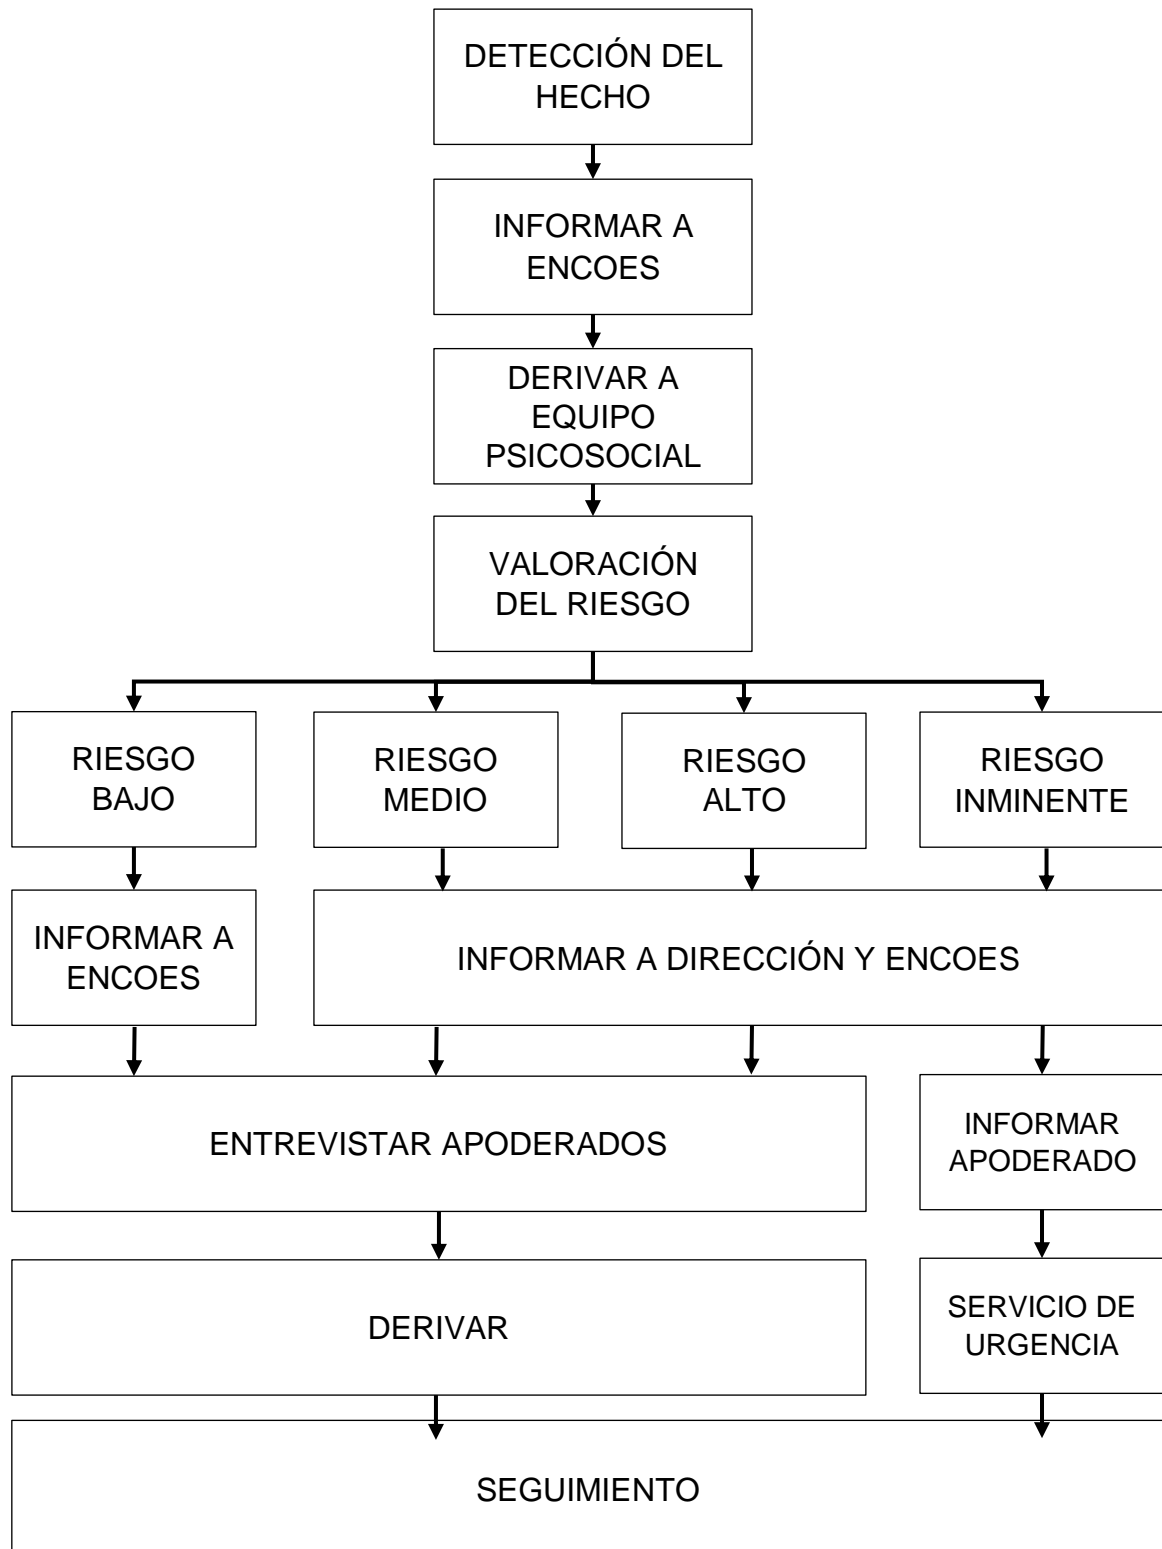 DETECCIÓN DEL
HECHO
INFORMAR A
ENCOES
DERIVAR A
EQUIPO
PSICOSOCIAL
VALORACIÓN
DEL RIESGO
RIESGO
BAJO
RIESGO
MEDIO
RIESGO
ALTO
RIESGO
INMINENTE
INFORMAR A
ENCOES
INFORMAR A DIRECCIÓN Y ENCOES
ENTREVISTAR APODERADOS
INFORMAR
APODERADO
DERIVAR
SERVICIO DE
URGENCIA
SEGUIMIENTO